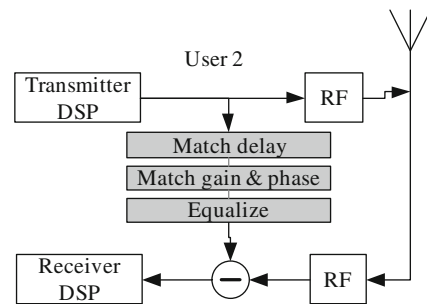 User 2
Transmitter
DSP
RF
Match delay
Match gain & phase
Equalize
Receiver
DSP
RF